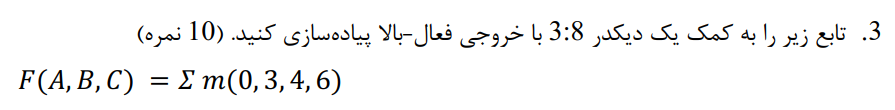 3. تابع زیر را به کمک یک دیکدر 3:8 با خروجی فعال-بالا پیاده‌سازی کنید. (10 نمره)
F(A, B, C) = Σ m(0, 3, 4, 6)